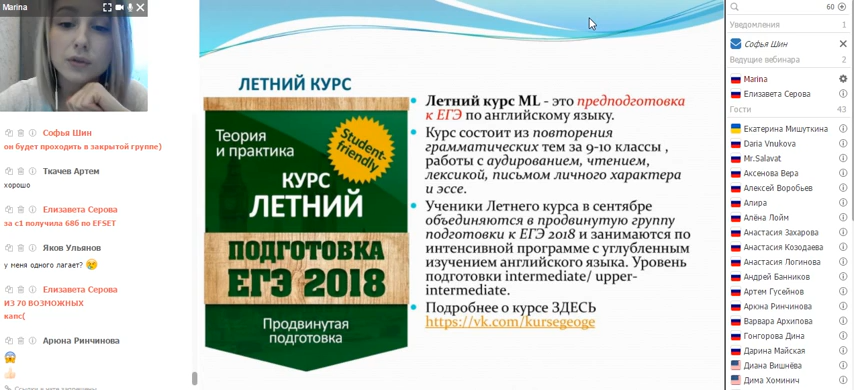 Marina
Софья Шин
он будет проходить в закрытой группе)
Ткачев Артем
хорошо
Елизавета Серова
за с1 получила 68б по EFSET
Яков Ульянов
у меня одного лагает?
Елизавета Серова
ИЗ 70 ВОЗМОЖНЫХ
капс(
Арюна Ринчинова
ЛЕТНИЙ КУРС
Теория
и практика
Student-
friendly
КУРС
ЛЕТНИЙ
ПОДГОТОВКА
ЕГЭ 2018
Продвинутая
подготовка
Летний курс ML - это предподготовка
к ЕГЭ по английскому языку.
Курс состоит из повторения
грамматических тем за 9-10 классы ,
работы с аудированием, чтением,
лексикой, письмом личного характера
и эссе.
Ученики Летнего курса в сентябре
объединяются в продвинутую группу
подготовки к ЕГЭ 2018 и занимаются по
интенсивной программе с углубленным
изучением английского языка. Уровень
подготовки intermediate/ upper-
intermediate.
Подробнее о курсе ЗДЕСЬ
https://vk.com/kursegeoge
60
Уведомления 1
Софья Шин
Ведущие вебинара 2
Marina
Елизавета Серова
Гости 43
Екатерина Мишуткина
Daria Vnukova
Mr.Salavat
Аксенова Вера
Алексей Воробьев
Алира
Алёна Лойм
Анастасия Захарова
Анастасия Козодаева
Анастасия Логинова
Андрей Банников
Артем Гусейнов
Арюна Ринчинова
Варвара Архипова
Гонгорова Дина
Дарина Майская
Диана Вишнёва
Дима Хоминич